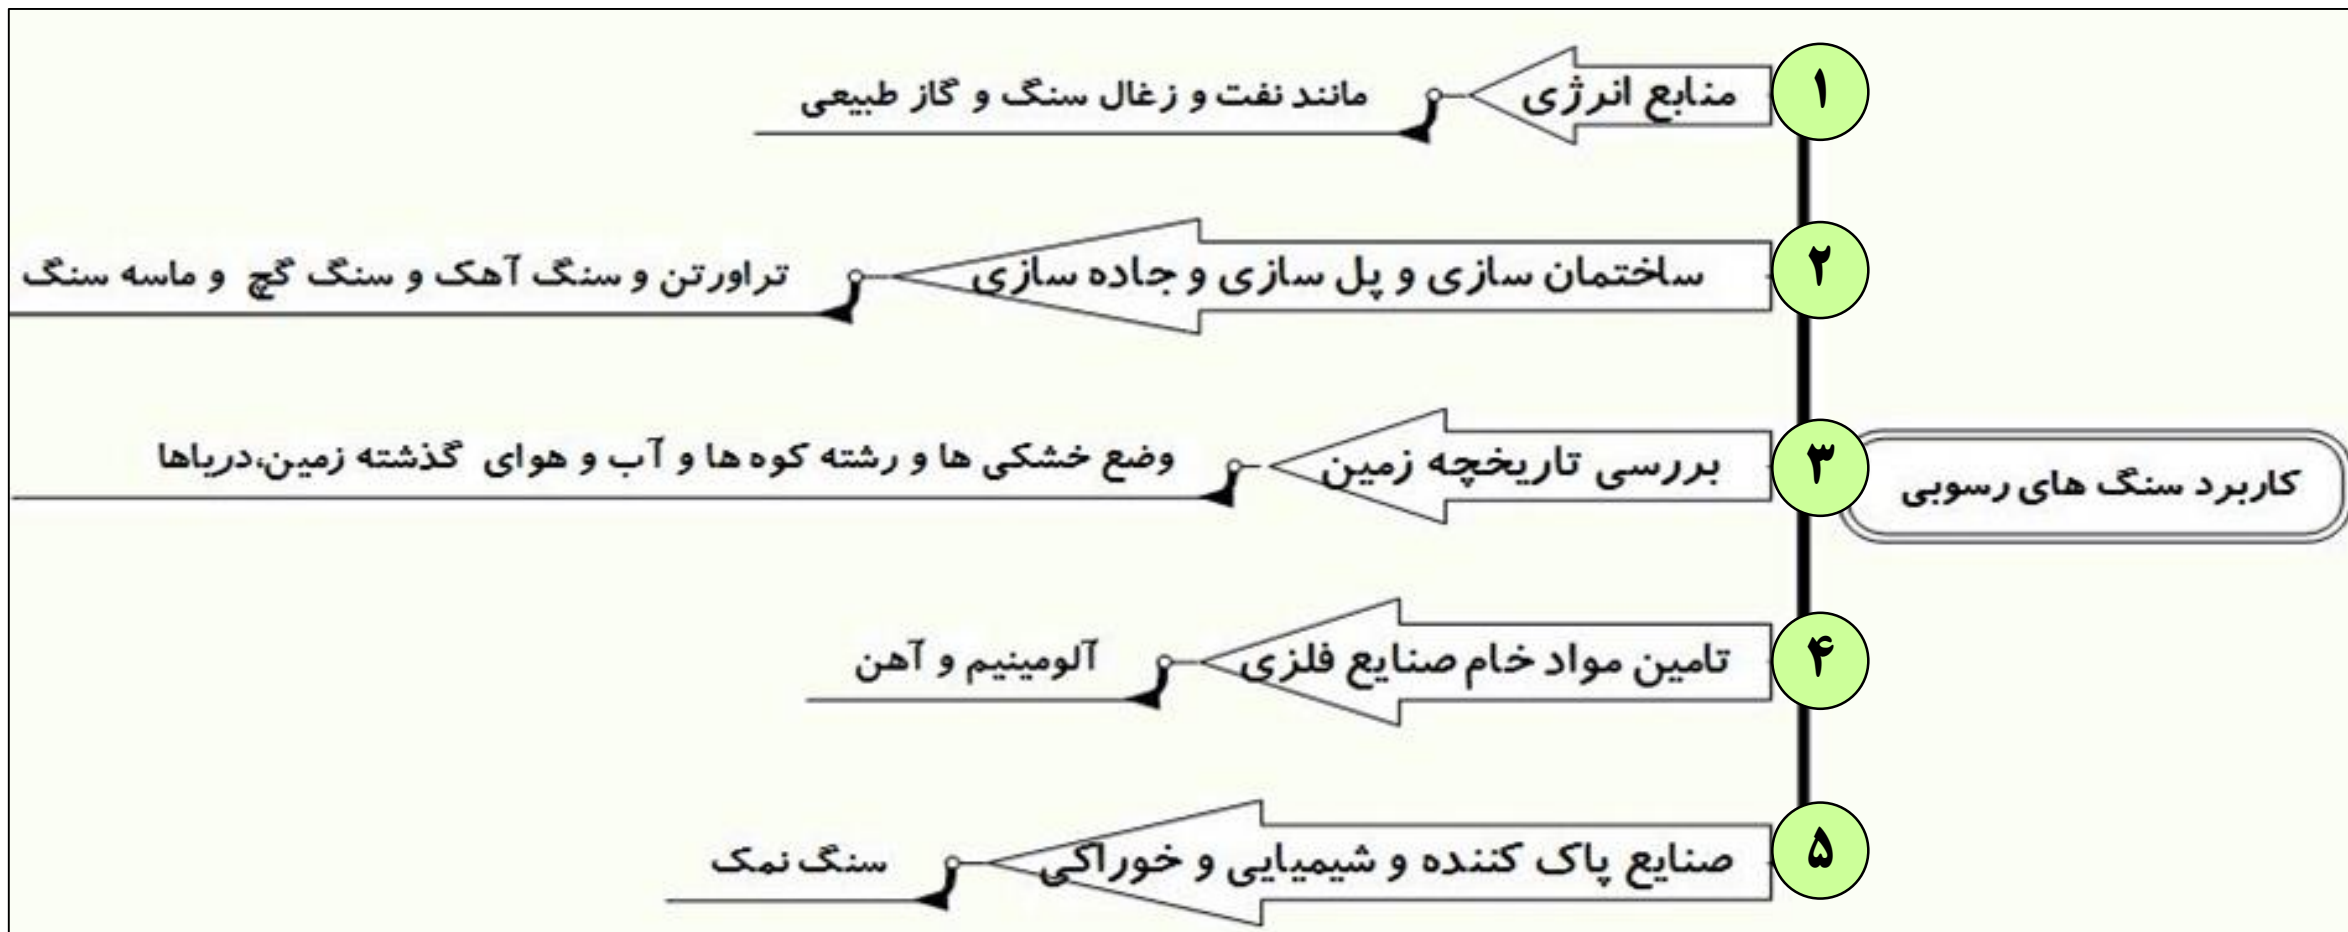 کاربرد سنگ های رسوبی
۱
منابع انرژی
مانند نفت و زغال سنگ و گاز طبیعی
۲
ساختمان سازی و پل سازی و جاده سازی
تراورتن و سنگ آهک و سنگ گچ و ماسه سنگ
۳
بررسی تاریخچه زمین
وضع خشکی ها و رشته کوه ها و آب و هوای گذشته زمین،دریاها
۴
تامین مواد خام صنایع فلزی
آلومینیم و آهن
۵
صنایع پاک کننده و شیمیایی و خوراکی
سنگ نمک